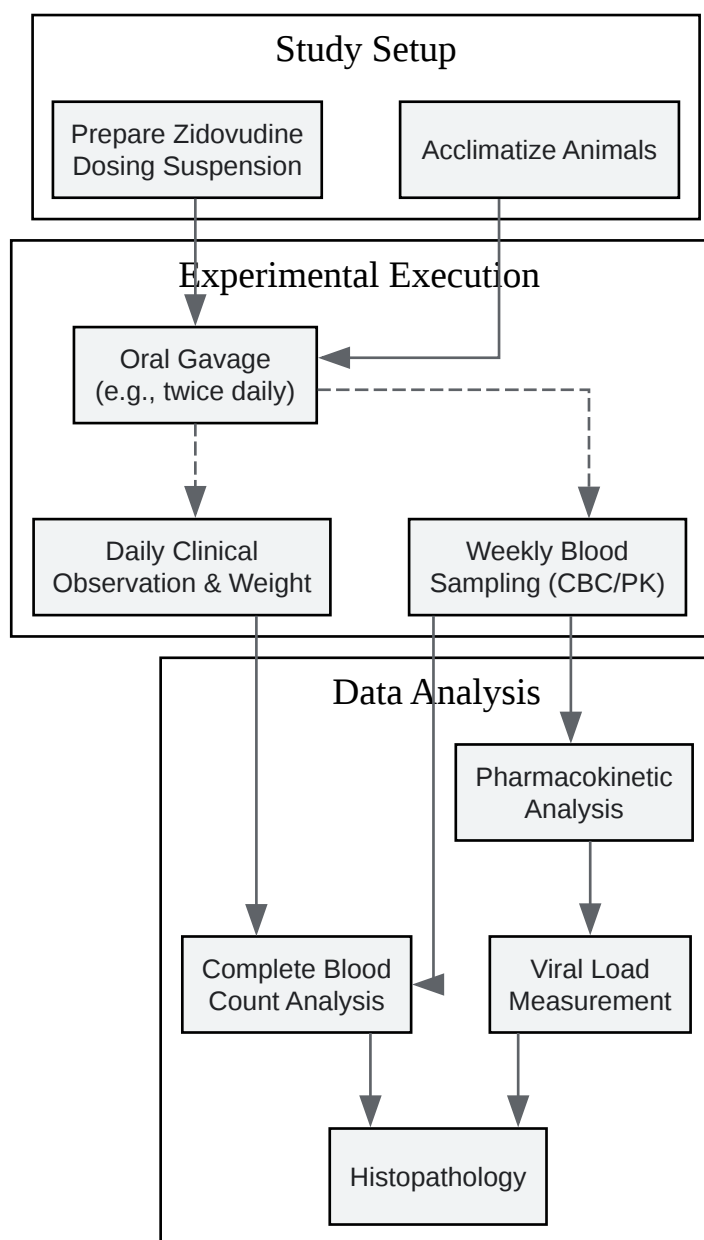 Study Setup
Prepare Zidovudine
Dosing Suspension
Acclimatize Animals
Experimental Execution
Oral Gavage
(e.g., twice daily)
Daily Clinical
Observation & Weight
Weekly Blood
Sampling (CBC/PK)
Data Analysis
Pharmacokinetic
Analysis
Complete Blood
Count Analysis
Viral Load
Measurement
Histopathology